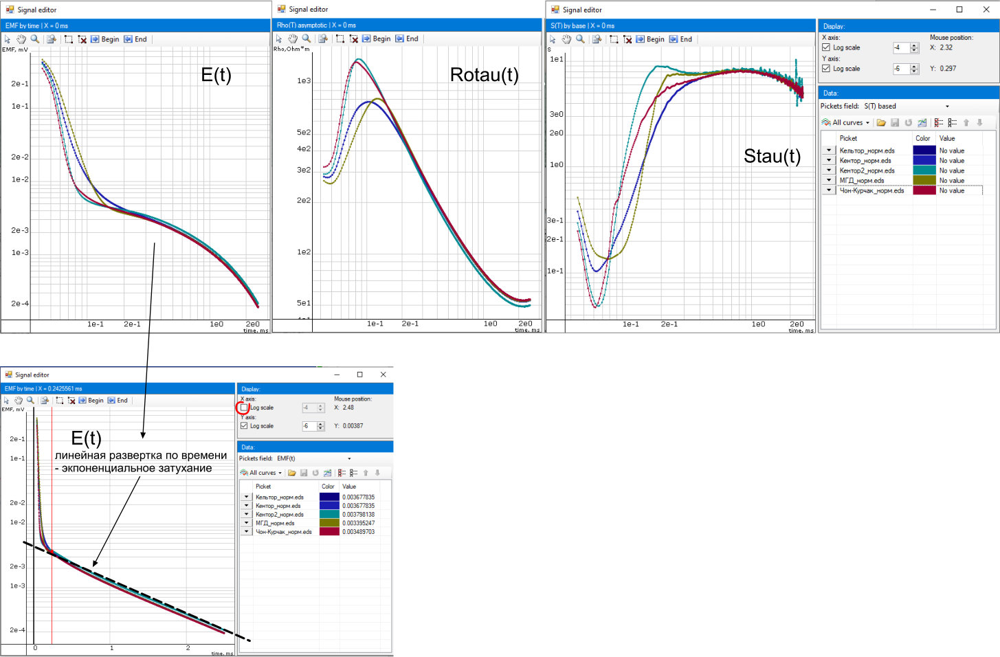 Signal editor
EMF by time | X = 0 ms
Begin
End
EMF, mV
E(t)
2e-1
1e-1
2e-2
1e-2
2e-3
1e-3
2e-4
1e-1
2e-1
1e0
2e0
time, ms
Signal editor
Rho(T) asymptotic | X = 0 ms
Begin
End
Rho,Ohm*m
Rotau(t)
1e3
5e2
4e2
3e2
2e2
1e2
5e1
1e-1
2e-1
1e0
2e0
time, ms
Signal editor
S(T) by base | X = 0 ms
Begin
End
S
Stau(t)
1e1
3e0
2e0
1e0
3e-1
2e-1
1e-1
1e-1
2e-1
1e0
2e0
time, ms
Display:
X axis:
Mouse position:
Log scale
-4
X: 2.32
Y axis:
Log scale
-6
Y: 0.297
Data:
Pickets field: S(T) based
All curves
Picket Color Value
Кельтор_норм.eds No value
Кентор_норм.eds No value
Кентор2_норм.eds No value
МГД_норм.eds No value
Чон-Курчак_норм.eds No value
Signal editor
EMF by time | X = 0.2425561 ms
Begin
End
EMF, mV
E(t)
линейная развертка по времени
- экпоненциальное затухание
2e-1
1e-1
2e-2
1e-2
2e-3
1e-3
2e-4
0
1
2
time, ms
Display:
X axis:
Mouse position:
Log scale
-4
X: 2.48
Y axis:
Log scale
-6
Y: 0.00387
Data:
Pickets field: EMF(t)
All curves
Picket Color Value
Кельтор_норм.eds 0.003677835
Кентор_норм.eds 0.003677835
Кентор2_норм.eds 0.003798138
МГД_норм.eds 0.003395247
Чон-Курчак_норм.eds 0.003489703